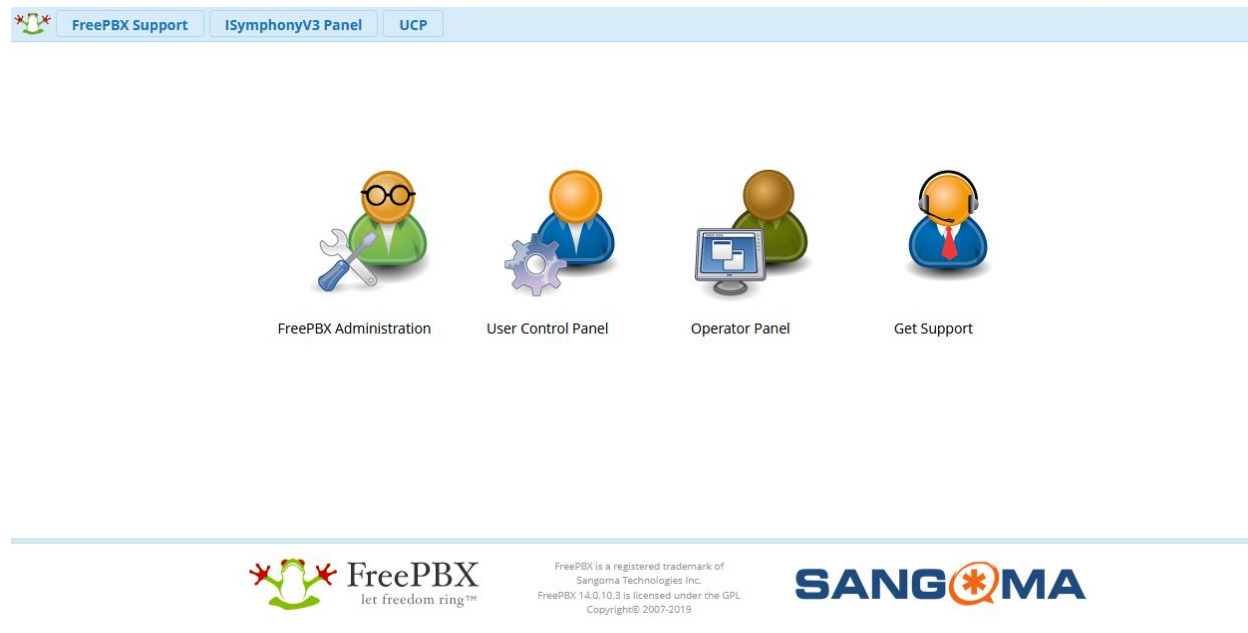 FreePBX Support ISymphonyV3 Panel UCP
FreePBX Administration User Control Panel Operator Panel Get Support
FreePBX
let freedom ring™
FreePBX is a registered trademark of
Sangoma Technologies Inc.
FreePBX 14.0.10.3 is licensed under the GPL
Copyright® 2007-2019
SANGOMA